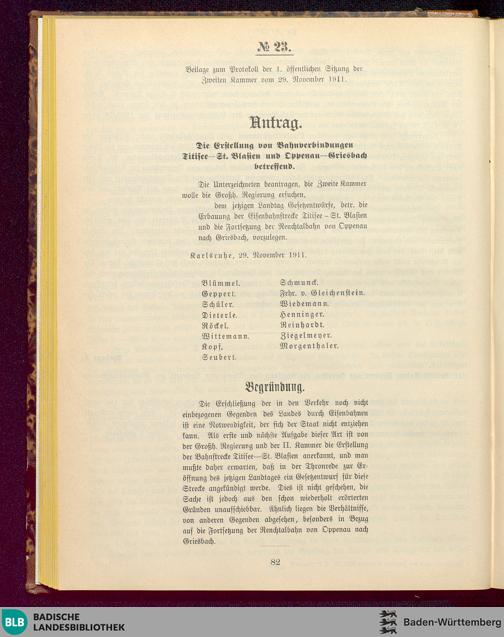 № 23.
Beilage zum Protokoll der 1. öffentlichen Sitzung der
Zweiten Kammer vom 29. November 1911.
Antrag.
Die Erstellung von Bahnverbindungen
Titisee—St. Blasien und Oppenau—Griesbach
betreffend.
Die Unterzeichneten beantragen, die Zweite Kammer
wolle die Großh. Regierung ersuchen,
dem jetzigen Landtag Gesetzentwürfe, betr. die
Erbauung der Eisenbahnstrecke Titisee–St. Blasien
und die Fortsetzung der Renchtalbahn von Oppenau
nach Griesbach, vorzulegen.
Karlsruhe, 29. November 1911.
Blümmel.
Geppert.
Schüler.
Dieterle.
Röckel.
Wittemann.
Kopf.
Seubert.
Schmunck.
Frhr. v. Gleichenstein.
Wiedemann.
Henninger.
Reinhardt.
Ziegelmeyer.
Morgenthaler.
Begründung.
Die Erschließung der in den Verkehr noch nicht
einbezogenen Gegenden des Landes durch Eisenbahnen
ist eine Notwendigkeit, der sich der Staat nicht entziehen
kann. Als erste und nächste Aufgabe dieser Art ist von
der Großh. Regierung und der II. Kammer die Erstellung
der Bahnstrecke Titisee—St. Blasien anerkannt, und man
mußte daher erwarten, daß in der Thronrede zur Er-
öffnung des jetzigen Landtages ein Gesetzentwurf für diese
Strecke angekündigt werde. Dies ist nicht geschehen, die
Sache ist jedoch aus den schon wiederholt erörterten
Gründen unaufschiebbar. Ähnlich liegen die Verhältnisse,
von anderen Gegenden abgesehen, besonders in Bezug
auf die Fortsetzung der Renchtalbahn von Oppenau nach
Griesbach.
82
BLB BADISCHE
LANDESBIBLIOTHEK
Baden-Württemberg